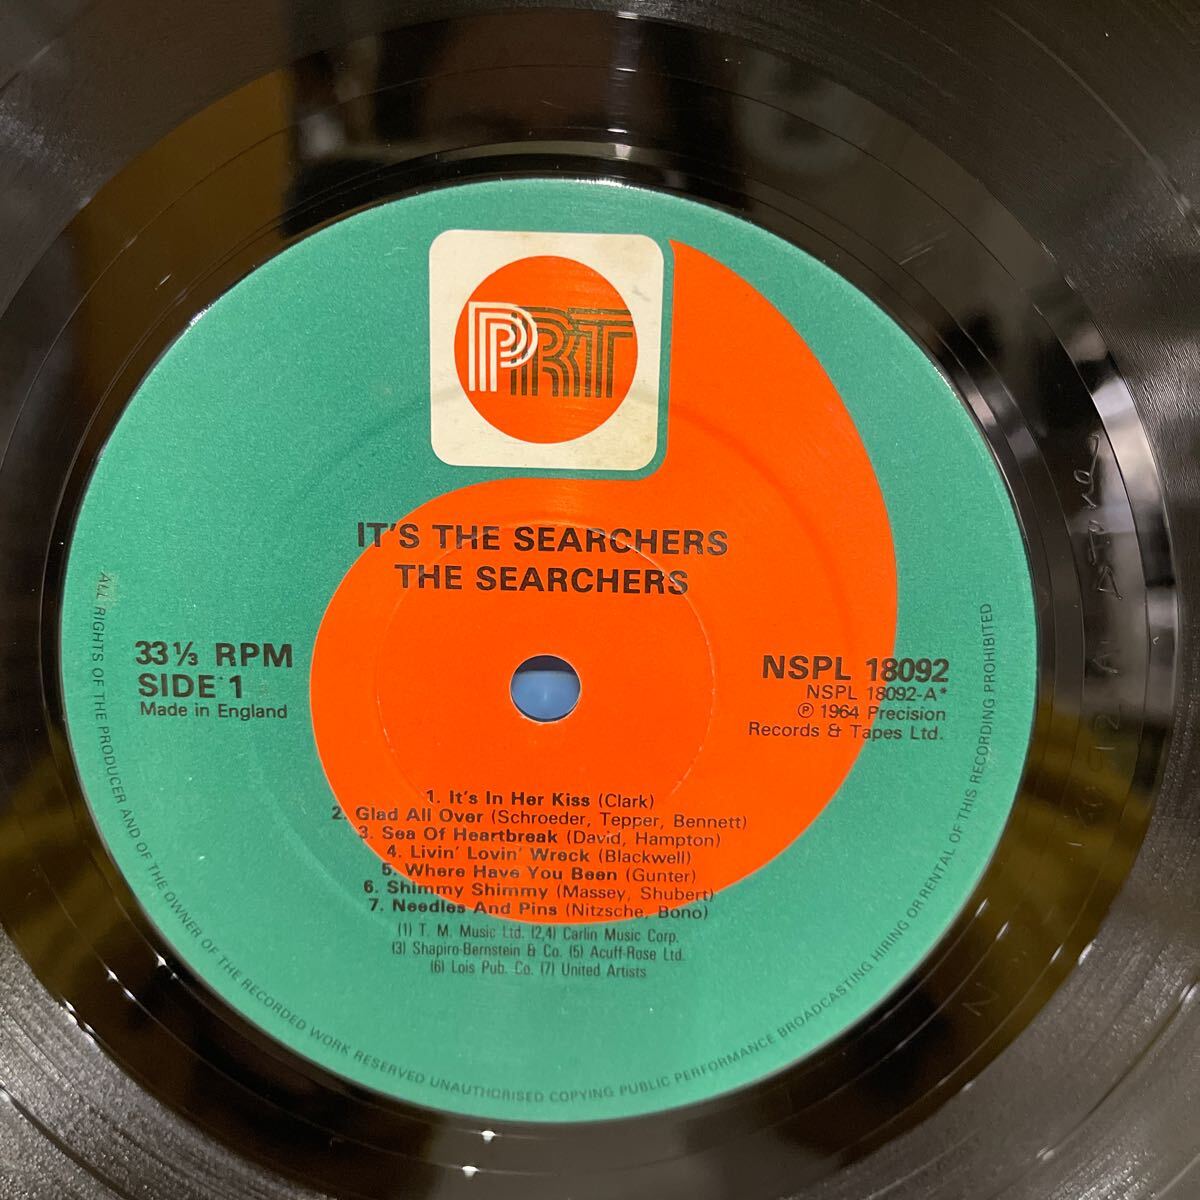 PRT
IT'S THE SEARCHERS
THE SEARCHERS
33 1/3 RPM
SIDE 1
Made in England
NSPL 18092
NSPL 18092-A*
℗ 1964 Precision
Records & Tapes Ltd.
1. It's In Her Kiss (Clark)
2. Glad All Over (Schroeder, Tepper, Bennett)
3. Sea Of Heartbreak (David, Hampton)
4. Livin' Lovin' Wreck (Blackwell)
5. Where Have You Been (Gunter)
6. Shimmy Shimmy (Massey, Shubert)
7. Needles And Pins (Nitzsche, Bono)
(1) T. M. Music Ltd. (2,4) Carlin Music Corp.
(3) Shapiro-Bernstein & Co. (5) Acuff-Rose Ltd.
(6) Lois Pub. Co. (7) United Artists
ALL RIGHTS OF THE PRODUCER AND OF THE OWNER OF THE RECORDED WORK RESERVED UNAUTHORISED COPYING PUBLIC PERFORMANCE BROADCASTING HIRING OR RENTAL OF THIS RECORDING PROHIBITED